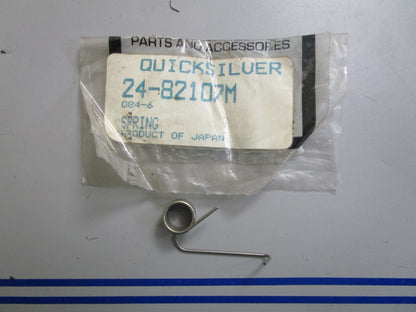 PARTS AND ACCESSORIES
QUICKSILVER
24-82107M
D84-6
SPRING
PRODUCT OF JAPAN